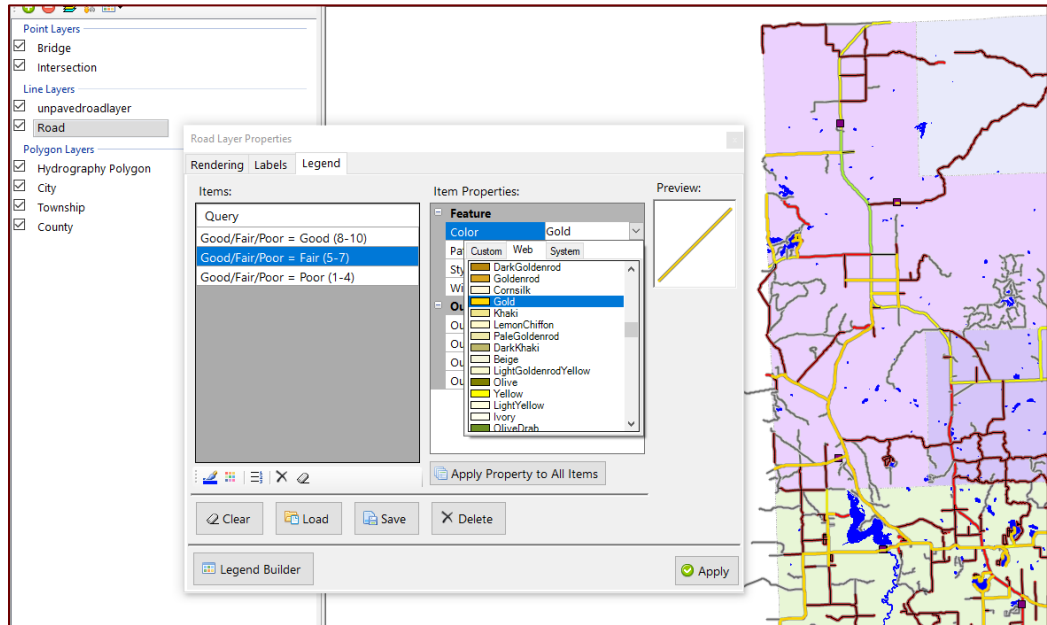 Point Layers
Bridge
Intersection
Line Layers
unpavedroadlayer
Road
Polygon Layers
Hydrography Polygon
City
Township
County
Road Layer Properties
Rendering Labels Legend
Items:
Query
Good/Fair/Poor = Good (8-10)
Good/Fair/Poor = Fair (5-7)
Good/Fair/Poor = Poor (1-4)
Item Properties:
Feature
Color Gold
Custom Web System
DarkGoldenrod
Goldenrod
Cornsilk
Gold
Khaki
LemonChiffon
PaleGoldenrod
DarkKhaki
Beige
LightGoldenrodYellow
Olive
Yellow
LightYellow
Ivory
OliveDrab
Preview:
Apply Property to All Items
Clear Load Save Delete
Legend Builder
Apply